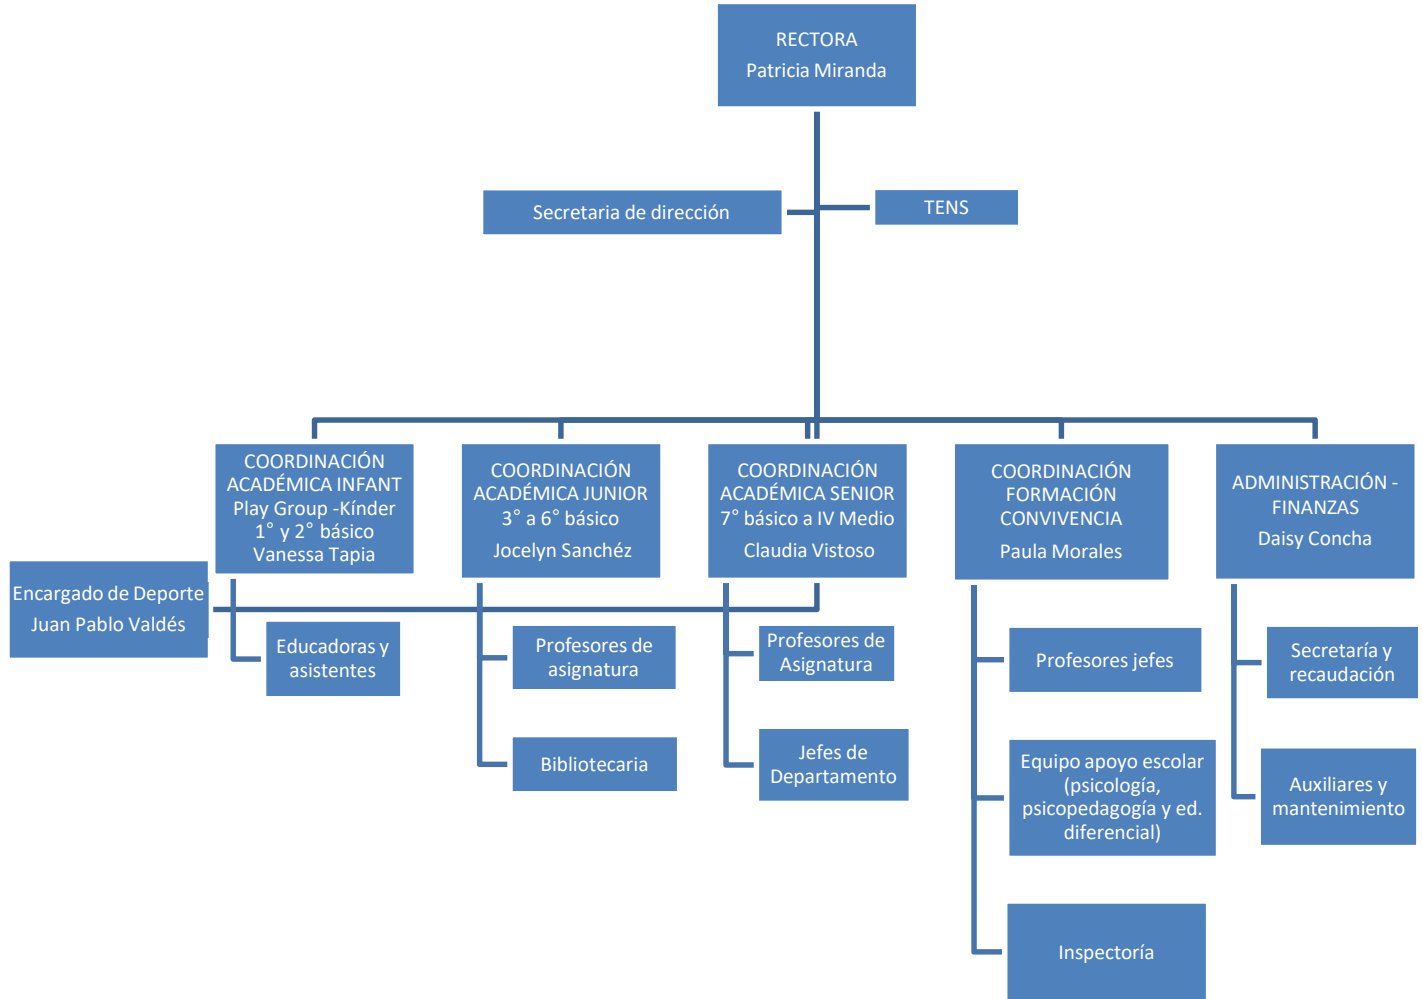 RECTORA
Patricia Miranda
Secretaria de dirección
TENS
COORDINACIÓN
ACADÉMICA INFANT
Play Group -Kínder
1° y 2° básico
Vanessa Tapia
COORDINACIÓN
ACADÉMICA JUNIOR
3° a 6° básico
Jocelyn Sanchéz
COORDINACIÓN
ACADÉMICA SENIOR
7° básico a IV Medio
Claudia Vistoso
COORDINACIÓN
FORMACIÓN
CONVIVENCIA
Paula Morales
ADMINISTRACIÓN -
FINANZAS
Daisy Concha
Encargado de Deporte
Juan Pablo Valdés
Educadoras y
asistentes
Profesores de
asignatura
Bibliotecaria
Profesores de
Asignatura
Jefes de
Departamento
Profesores jefes
Equipo apoyo escolar
(psicología,
psicopedagogía y ed.
diferencial)
Inspectoría
Secretaría y
recaudación
Auxiliares y
mantenimiento